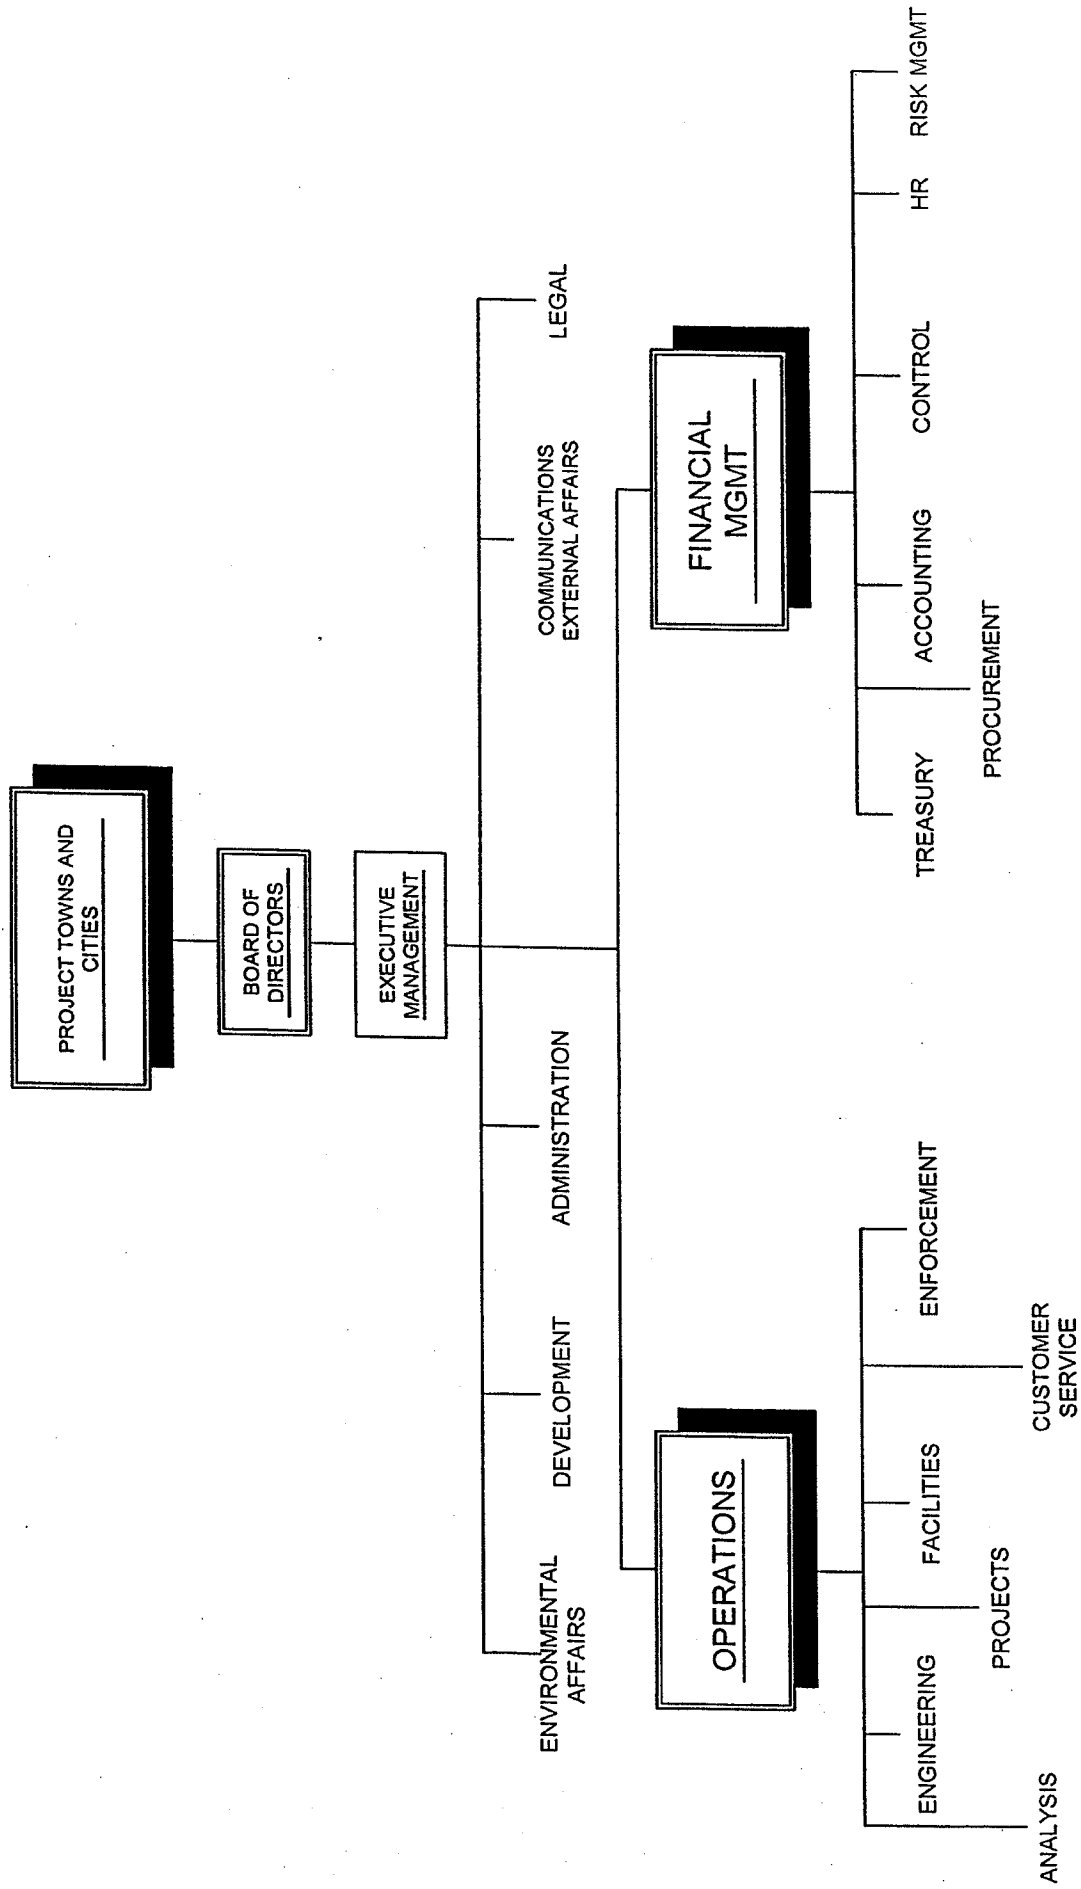 PROJECT TOWNS AND
CITIES
BOARD OF
DIRECTORS
EXECUTIVE
MANAGEMENT
ENVIRONMENTAL
AFFAIRS
DEVELOPMENT
ADMINISTRATION
COMMUNICATIONS
EXTERNAL AFFAIRS
LEGAL
OPERATIONS
FINANCIAL
MGMT
ANALYSIS
ENGINEERING
PROJECTS
FACILITIES
CUSTOMER
SERVICE
ENFORCEMENT
TREASURY
PROCUREMENT
ACCOUNTING
CONTROL
HR
RISK MGMT